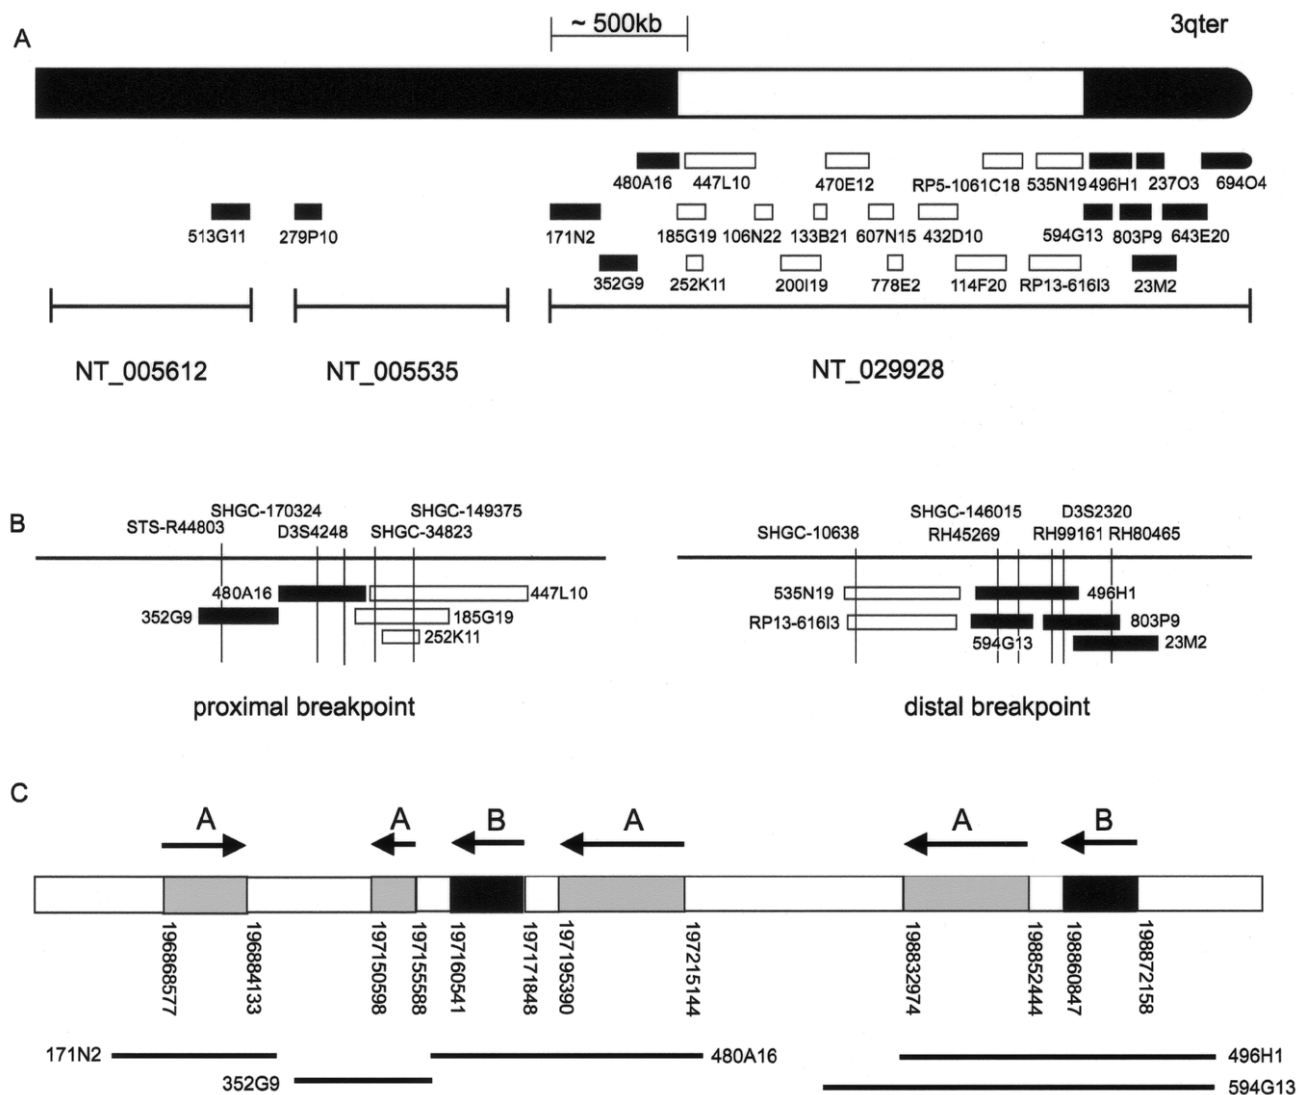 A
~ 500kb
3qter
480A16 447L10 470E12 RP5-1061C18 535N19 496H1 237O3 694O4
513G11 279P10 171N2 185G19 106N22 133B21 607N15 432D10 594G13 803P9 643E20
352G9 252K11 200I19 778E2 114F20 RP13-616I3 23M2
NT_005612 NT_005535 NT_029928
B
SHGC-170324 SHGC-149375 SHGC-146015 D3S2320
STS-R44803 D3S4248 SHGC-34823 SHGC-10638 RH45269 RH99161 RH80465
480A16 447L10 535N19 496H1
352G9 185G19 RP13-616I3 803P9
252K11 594G13 23M2
proximal breakpoint distal breakpoint
C
A A B A A B
196868577 196884133 197150598 197155588 197160541 197171848 197195390 197215144 198832974 198852444 198860847 198872158
171N2 480A16 496H1
352G9 594G13